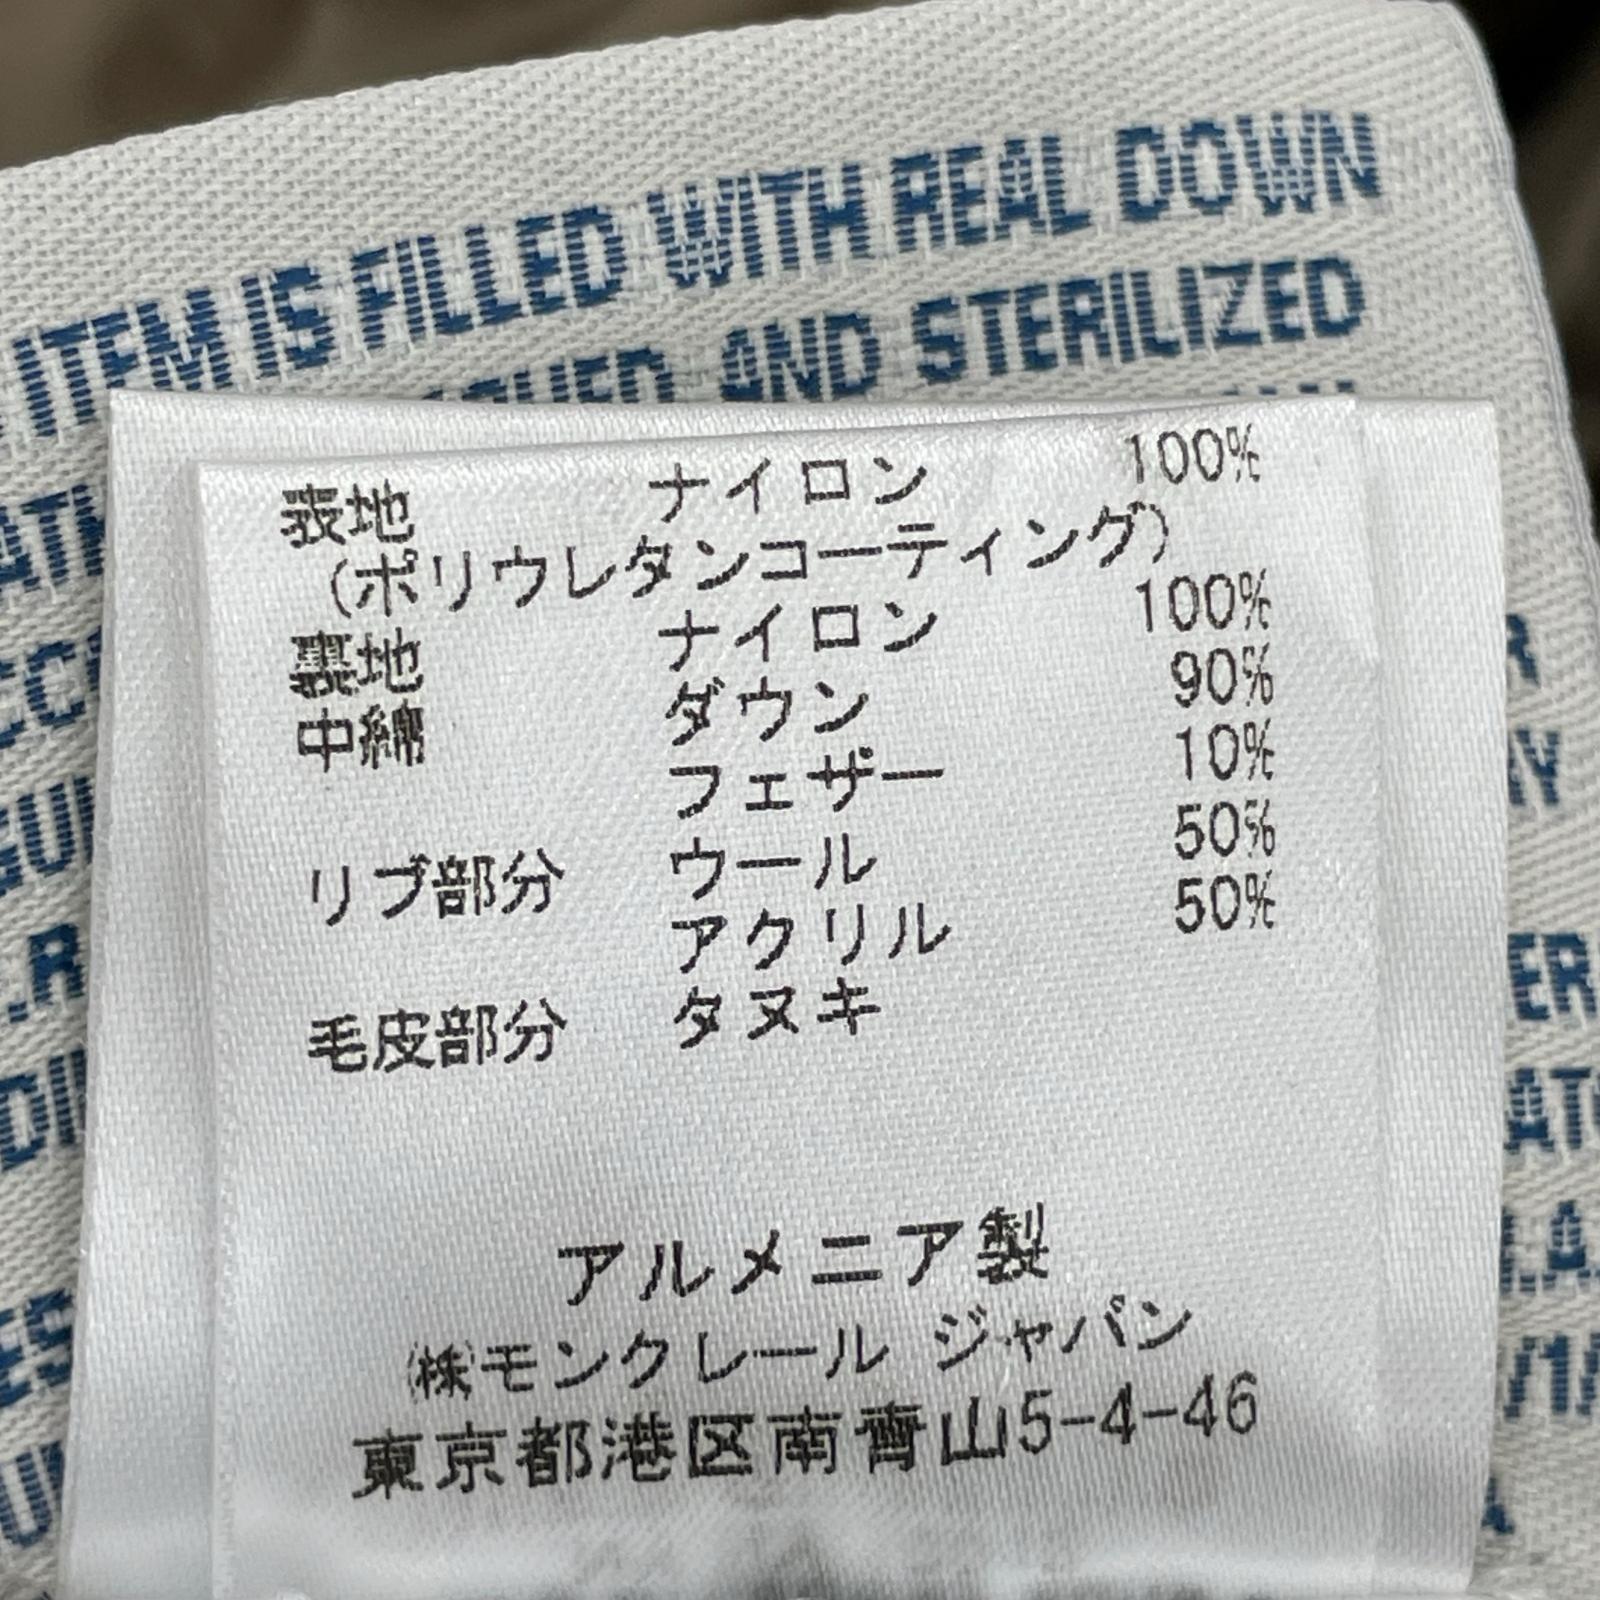 ITEM IS FILLED WITH REAL DOWN
AND STERILIZED
表地 ナイロン 100%
(ポリウレタンコーティング)
裏地 ナイロン 100%
中綿 ダウン 90%
フェザー 10%
リブ部分 ウール 50%
アクリル 50%
毛皮部分 タヌキ
アルメニア製
㈱モンクレール ジャパン
東京都港区南青山5-4-46